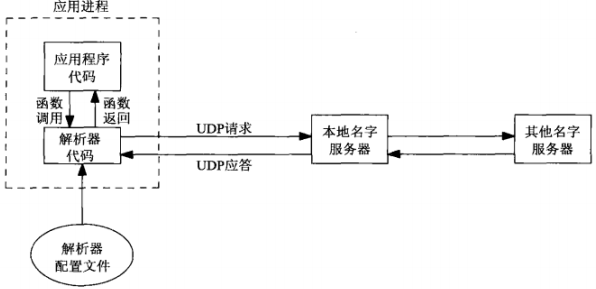 应用进程
应用程序
代码
函数
调用
函数
返回
解析器
代码
UDP请求
UDP应答
本地名字
服务器
其他名字
服务器
解析器
配置文件